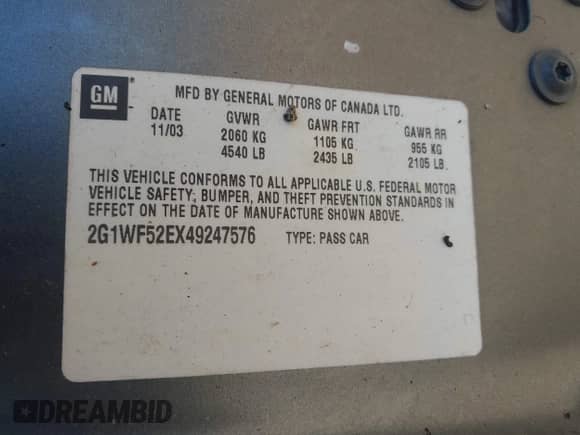 GM
MFD BY GENERAL MOTORS OF CANADA LTD.
DATE GVWR GAWR FRT GAWR RR
11/03 2060 KG 1105 KG 955 KG
4540 LB 2435 LB 2105 LB
THIS VEHICLE CONFORMS TO ALL APPLICABLE U.S. FEDERAL MOTOR
VEHICLE SAFETY, BUMPER, AND THEFT PREVENTION STANDARDS IN
EFFECT ON THE DATE OF MANUFACTURE SHOWN ABOVE.
2G1WF52EX49247576 TYPE: PASS CAR
DREAMBID